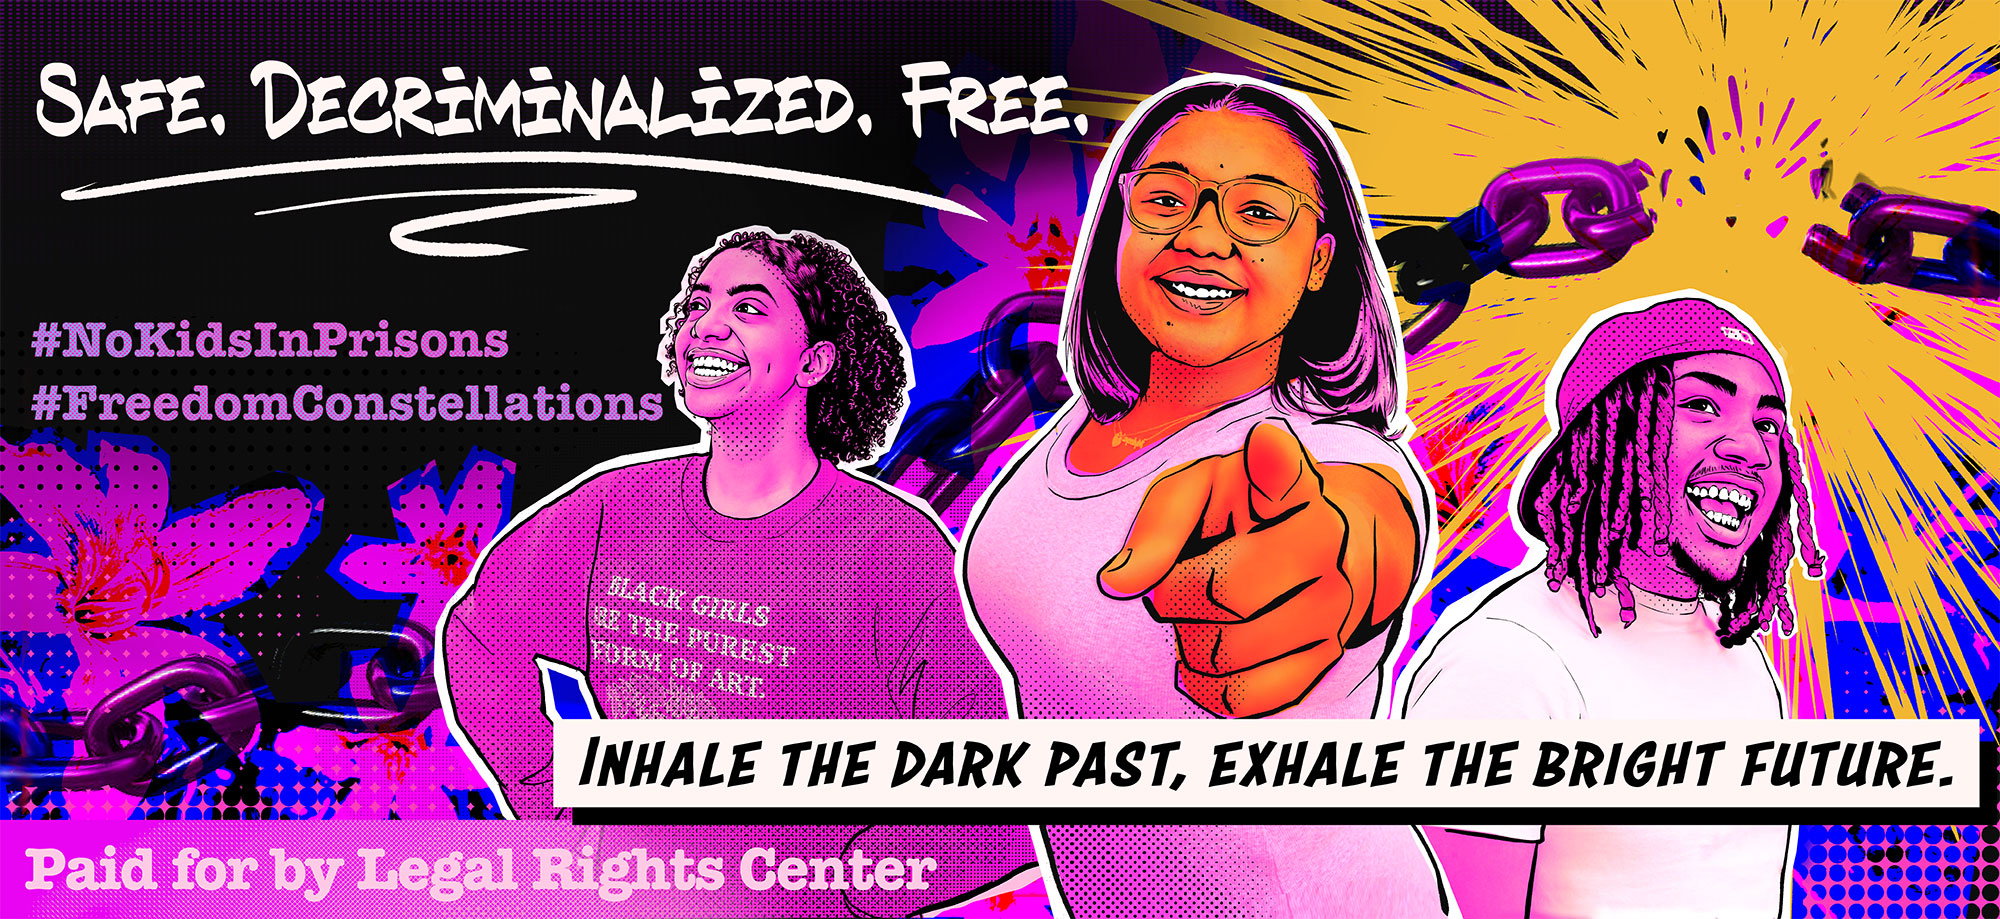 Safe. Decriminalized. Free.
#NoKidsInPrisons
#FreedomConstellations
BLACK GIRLS
ARE THE PUREST
FORM OF ART.
INHALE THE DARK PAST, EXHALE THE BRIGHT FUTURE.
Paid for by Legal Rights Center